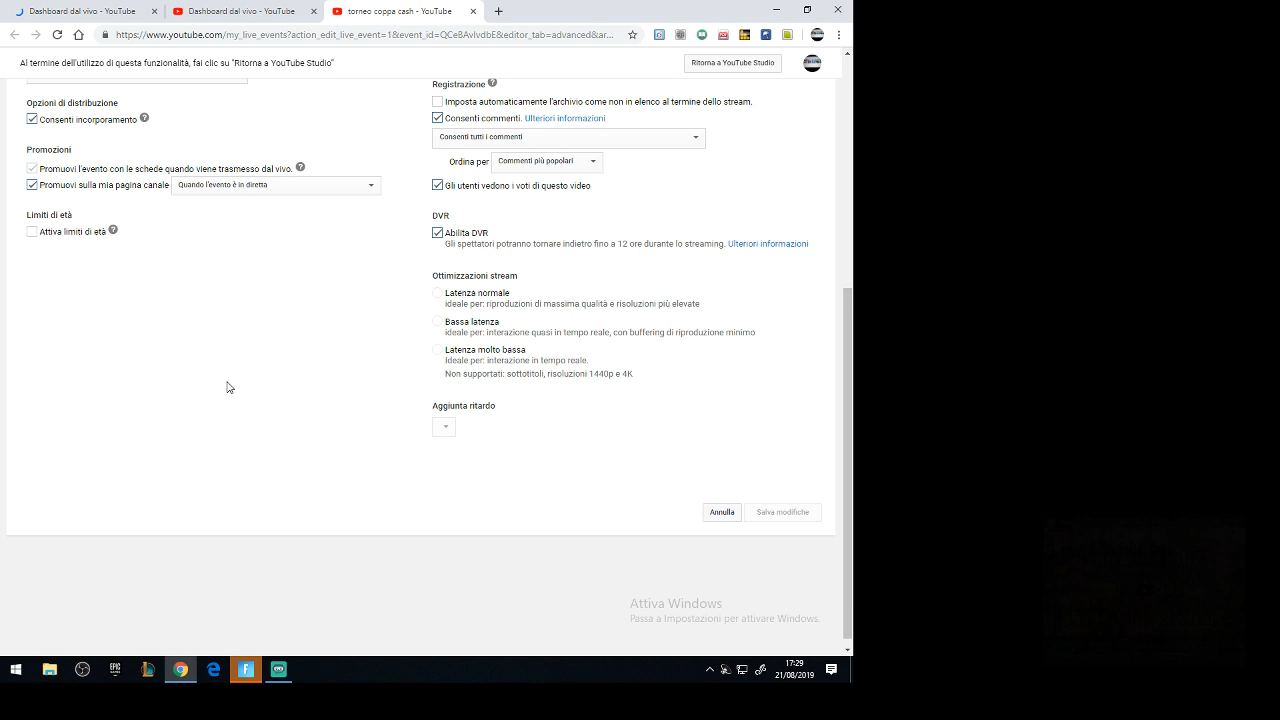 Dashboard dal vivo - YouTube
Dashboard dal vivo - YouTube
torneo coppa cash - YouTube
https://www.youtube.com/my_live_events?action_edit_live_event=1&event_id=QCeBAvlvdbE&editor_tab=advanced&ar...
Al termine dell'utilizzo di questa funzionalità, fai clic su "Ritorna a YouTube Studio"
Ritorna a YouTube Studio
Opzioni di distribuzione
Consenti incorporamento
Promozioni
Promuovi l'evento con le schede quando viene trasmesso dal vivo.
Promuovi sulla mia pagina canale
Quando l'evento è in diretta
Limiti di età
Attiva limiti di età
Registrazione
Imposta automaticamente l'archivio come non in elenco al termine dello stream.
Consenti commenti. Ulteriori informazioni
Consenti tutti i commenti
Ordina per Commenti più popolari
Gli utenti vedono i voti di questo video
DVR
Abilita DVR
Gli spettatori potranno tornare indietro fino a 12 ore durante lo streaming. Ulteriori informazioni
Ottimizzazioni stream
Latenza normale
ideale per: riproduzioni di massima qualità e risoluzioni più elevate
Bassa latenza
ideale per: interazione quasi in tempo reale, con buffering di riproduzione minimo
Latenza molto bassa
Ideale per: interazione in tempo reale.
Non supportati: sottotitoli, risoluzioni 1440p e 4K
Aggiunta ritardo
Annulla
Salva modifiche
Attiva Windows
Passa a Impostazioni per attivare Windows.
EPIC
17:29
21/08/2019